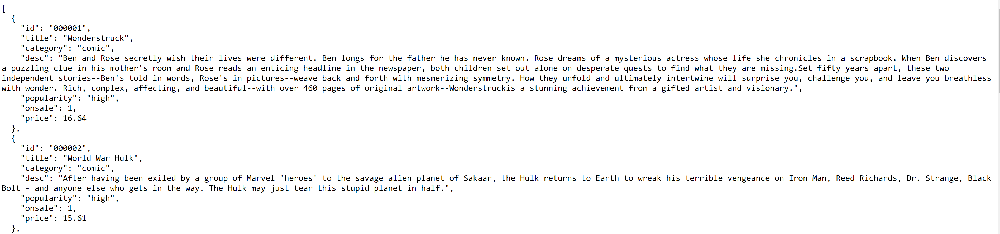 [
  {
    "id": "000001",
    "title": "Wonderstruck",
    "category": "comic",
    "desc": "Ben and Rose secretly wish their lives were different. Ben longs for the father he has never known. Rose dreams of a mysterious actress whose life she chronicles in a scrapbook. When Ben discovers
a puzzling clue in his mother's room and Rose reads an enticing headline in the newspaper, both children set out alone on desperate quests to find what they are missing.Set fifty years apart, these two
independent stories--Ben's told in words, Rose's in pictures--weave back and forth with mesmerizing symmetry. How they unfold and ultimately intertwine will surprise you, challenge you, and leave you breathless
with wonder. Rich, complex, affecting, and beautiful--with over 460 pages of original artwork--Wonderstruckis a stunning achievement from a gifted artist and visionary.",
    "popularity": "high",
    "onsale": 1,
    "price": 16.64
  },
  {
    "id": "000002",
    "title": "World War Hulk",
    "category": "comic",
    "desc": "After having been exiled by a group of Marvel 'heroes' to the savage alien planet of Sakaar, the Hulk returns to Earth to wreak his terrible vengeance on Iron Man, Reed Richards, Dr. Strange, Black
Bolt - and anyone else who gets in the way. The Hulk may just tear this stupid planet in half.",
    "popularity": "high",
    "onsale": 1,
    "price": 15.61
  },